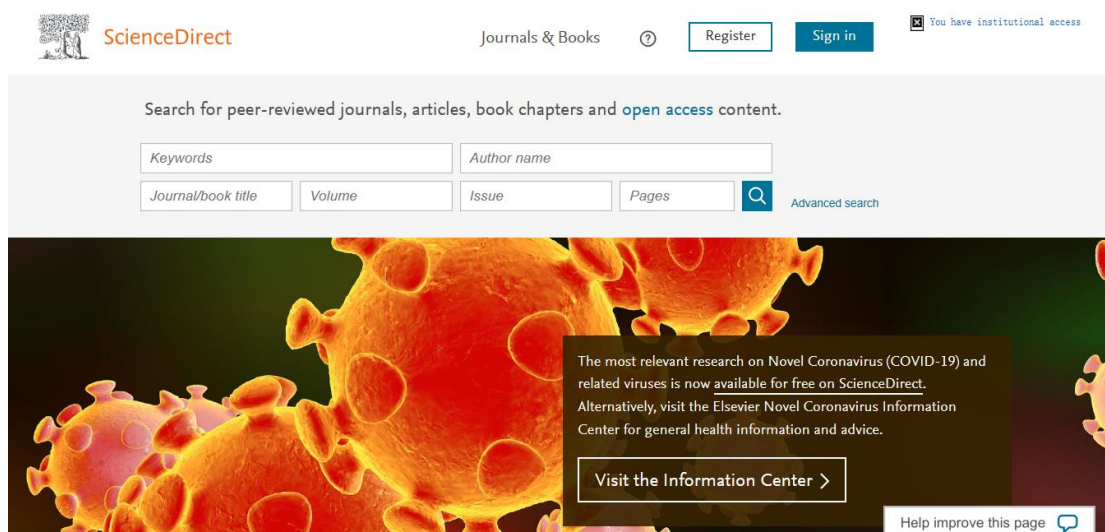 ScienceDirect
Journals & Books
?
Register
Sign in
You have institutional access
Search for peer-reviewed journals, articles, book chapters and open access content.
Keywords
Author name
Journal/book title
Volume
Issue
Pages
Advanced search
The most relevant research on Novel Coronavirus (COVID-19) and
related viruses is now available for free on ScienceDirect.
Alternatively, visit the Elsevier Novel Coronavirus Information
Center for general health information and advice.
Visit the Information Center >
Help improve this page